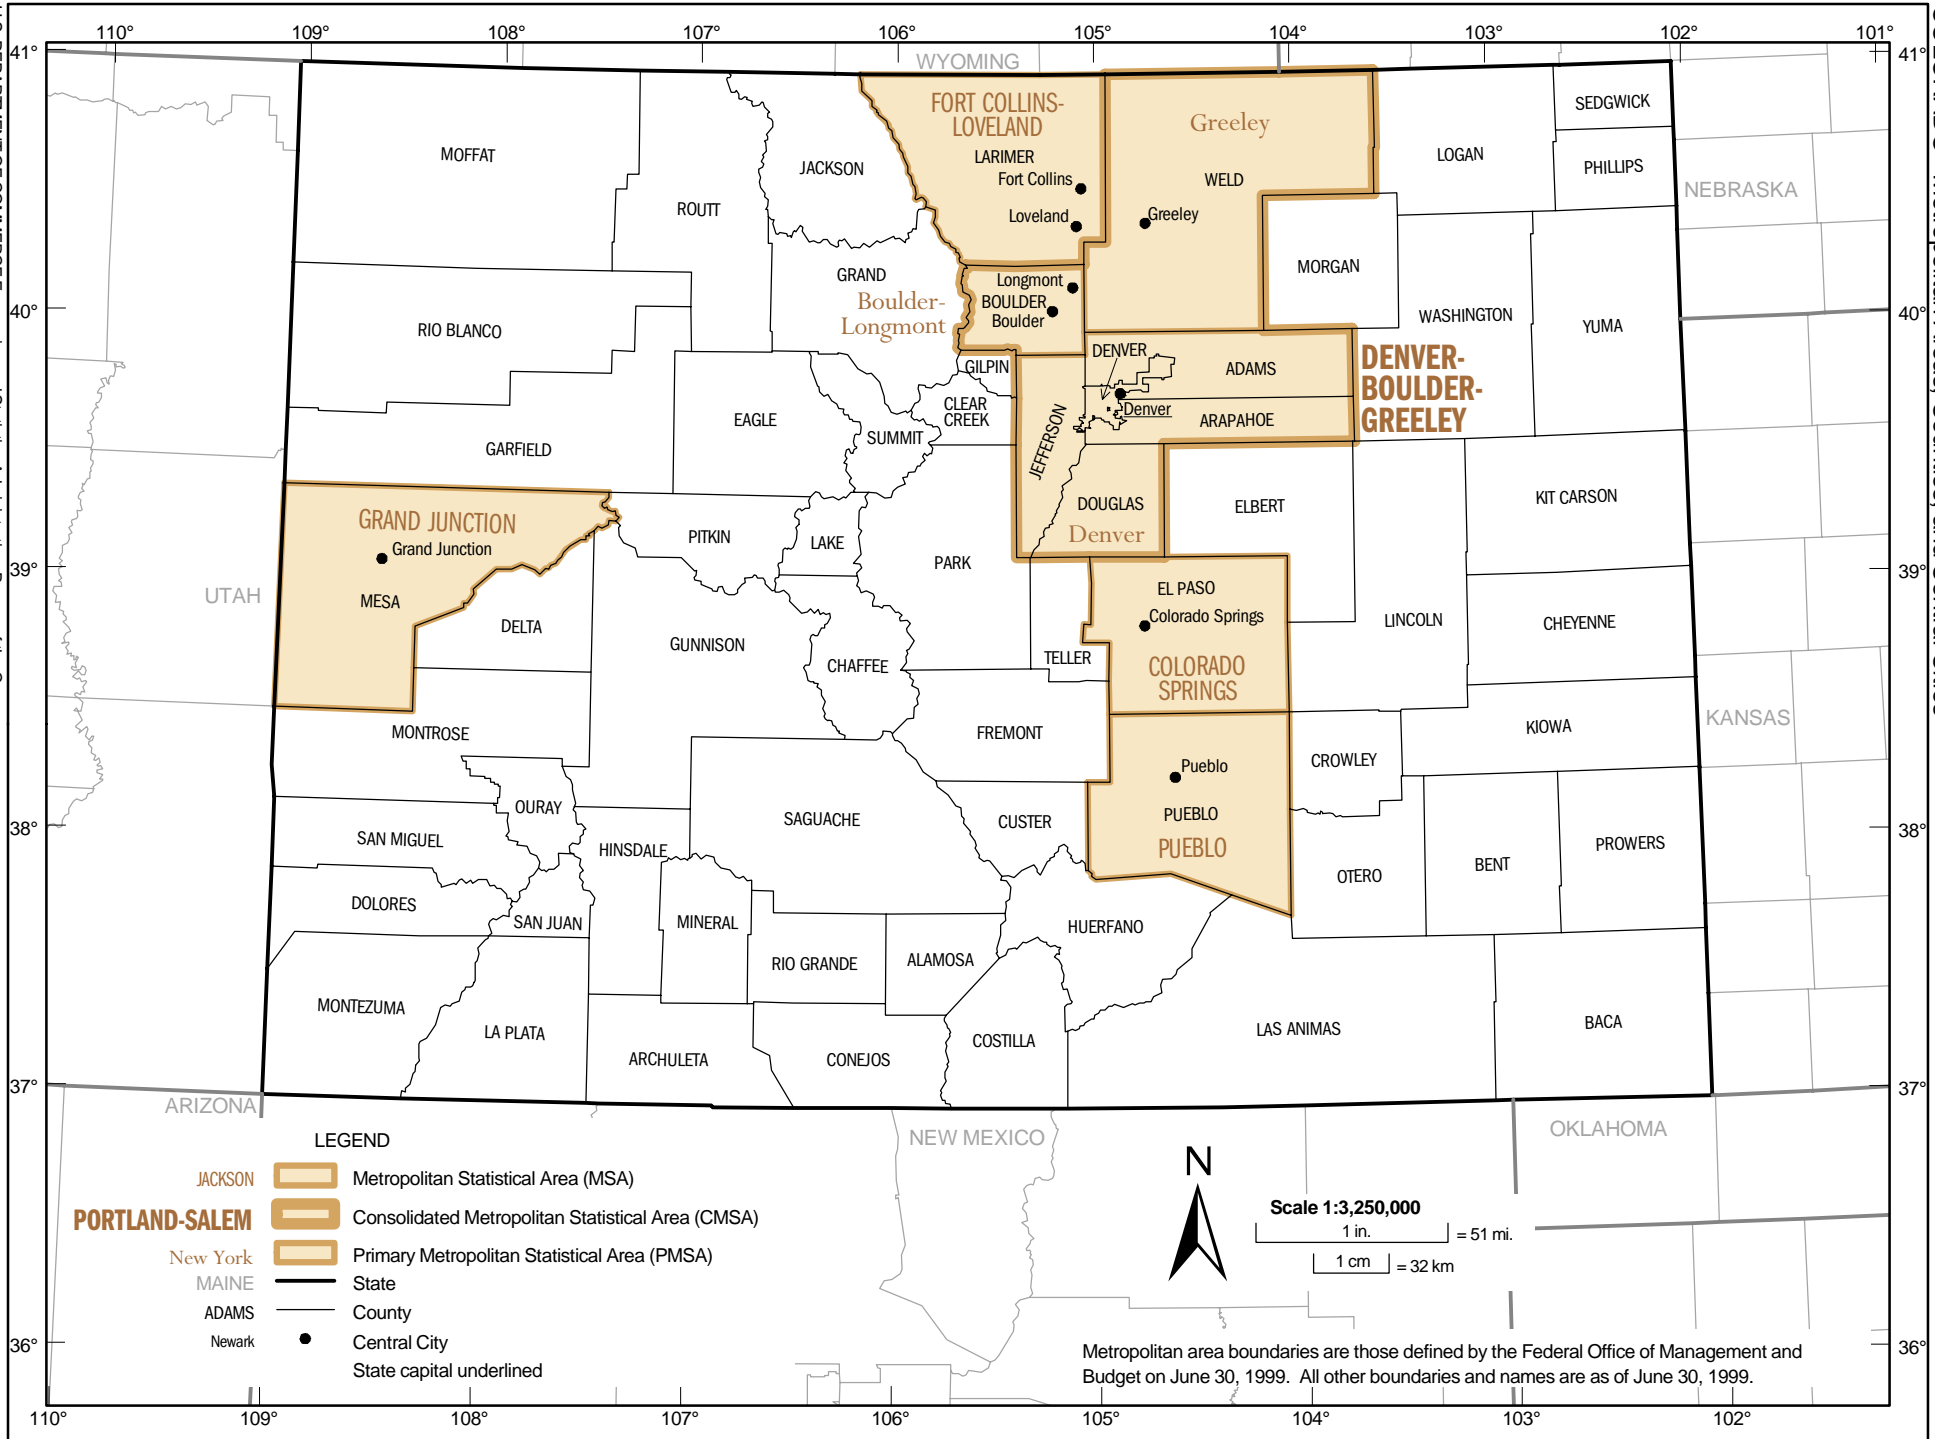 110°
109°
108°
107°
106°
105°
104°
103°
102°
101°
41°
41°
WYOMING
FORT COLLINS-
LOVELAND
LARIMER
Fort Collins
Loveland
Greeley
WELD
Greeley
SEDGWICK
LOGAN
PHILLIPS
NEBRASKA
MOFFAT
JACKSON
ROUTT
GRAND
Boulder-
Longmont
Longmont
BOULDER
Boulder
MORGAN
WASHINGTON
YUMA
40°
40°
RIO BLANCO
GILPIN
DENVER
ADAMS
DENVER-
BOULDER-
GREELEY
CLEAR
CREEK
Denver
ARAPAHOE
EAGLE
SUMMIT
JEFFERSON
GARFIELD
DOUGLAS
Denver
ELBERT
KIT CARSON
GRAND JUNCTION
Grand Junction
MESA
PITKIN
LAKE
PARK
39°
39°
UTAH
EL PASO
Colorado Springs
COLORADO
SPRINGS
LINCOLN
CHEYENNE
DELTA
GUNNISON
CHAFFEE
TELLER
KANSAS
MONTROSE
FREMONT
CROWLEY
KIOWA
Pueblo
PUEBLO
PUEBLO
OURAY
SAGUACHE
CUSTER
38°
38°
SAN MIGUEL
HINSDALE
OTERO
BENT
PROWERS
DOLORES
SAN JUAN
MINERAL
HUERFANO
RIO GRANDE
ALAMOSA
MONTEZUMA
LA PLATA
ARCHULETA
CONEJOS
COSTILLA
LAS ANIMAS
BACA
37°
37°
ARIZONA
NEW MEXICO
OKLAHOMA
LEGEND
JACKSON
Metropolitan Statistical Area (MSA)
PORTLAND-SALEM
Consolidated Metropolitan Statistical Area (CMSA)
New York
Primary Metropolitan Statistical Area (PMSA)
MAINE
State
ADAMS
County
Newark
Central City
State capital underlined
N
Scale 1:3,250,000
1 in.
= 51 mi.
1 cm
= 32 km
36°
36°
Metropolitan area boundaries are those defined by the Federal Office of Management and
Budget on June 30, 1999.  All other boundaries and names are as of June 30, 1999.
110°
109°
108°
107°
106°
105°
104°
103°
102°